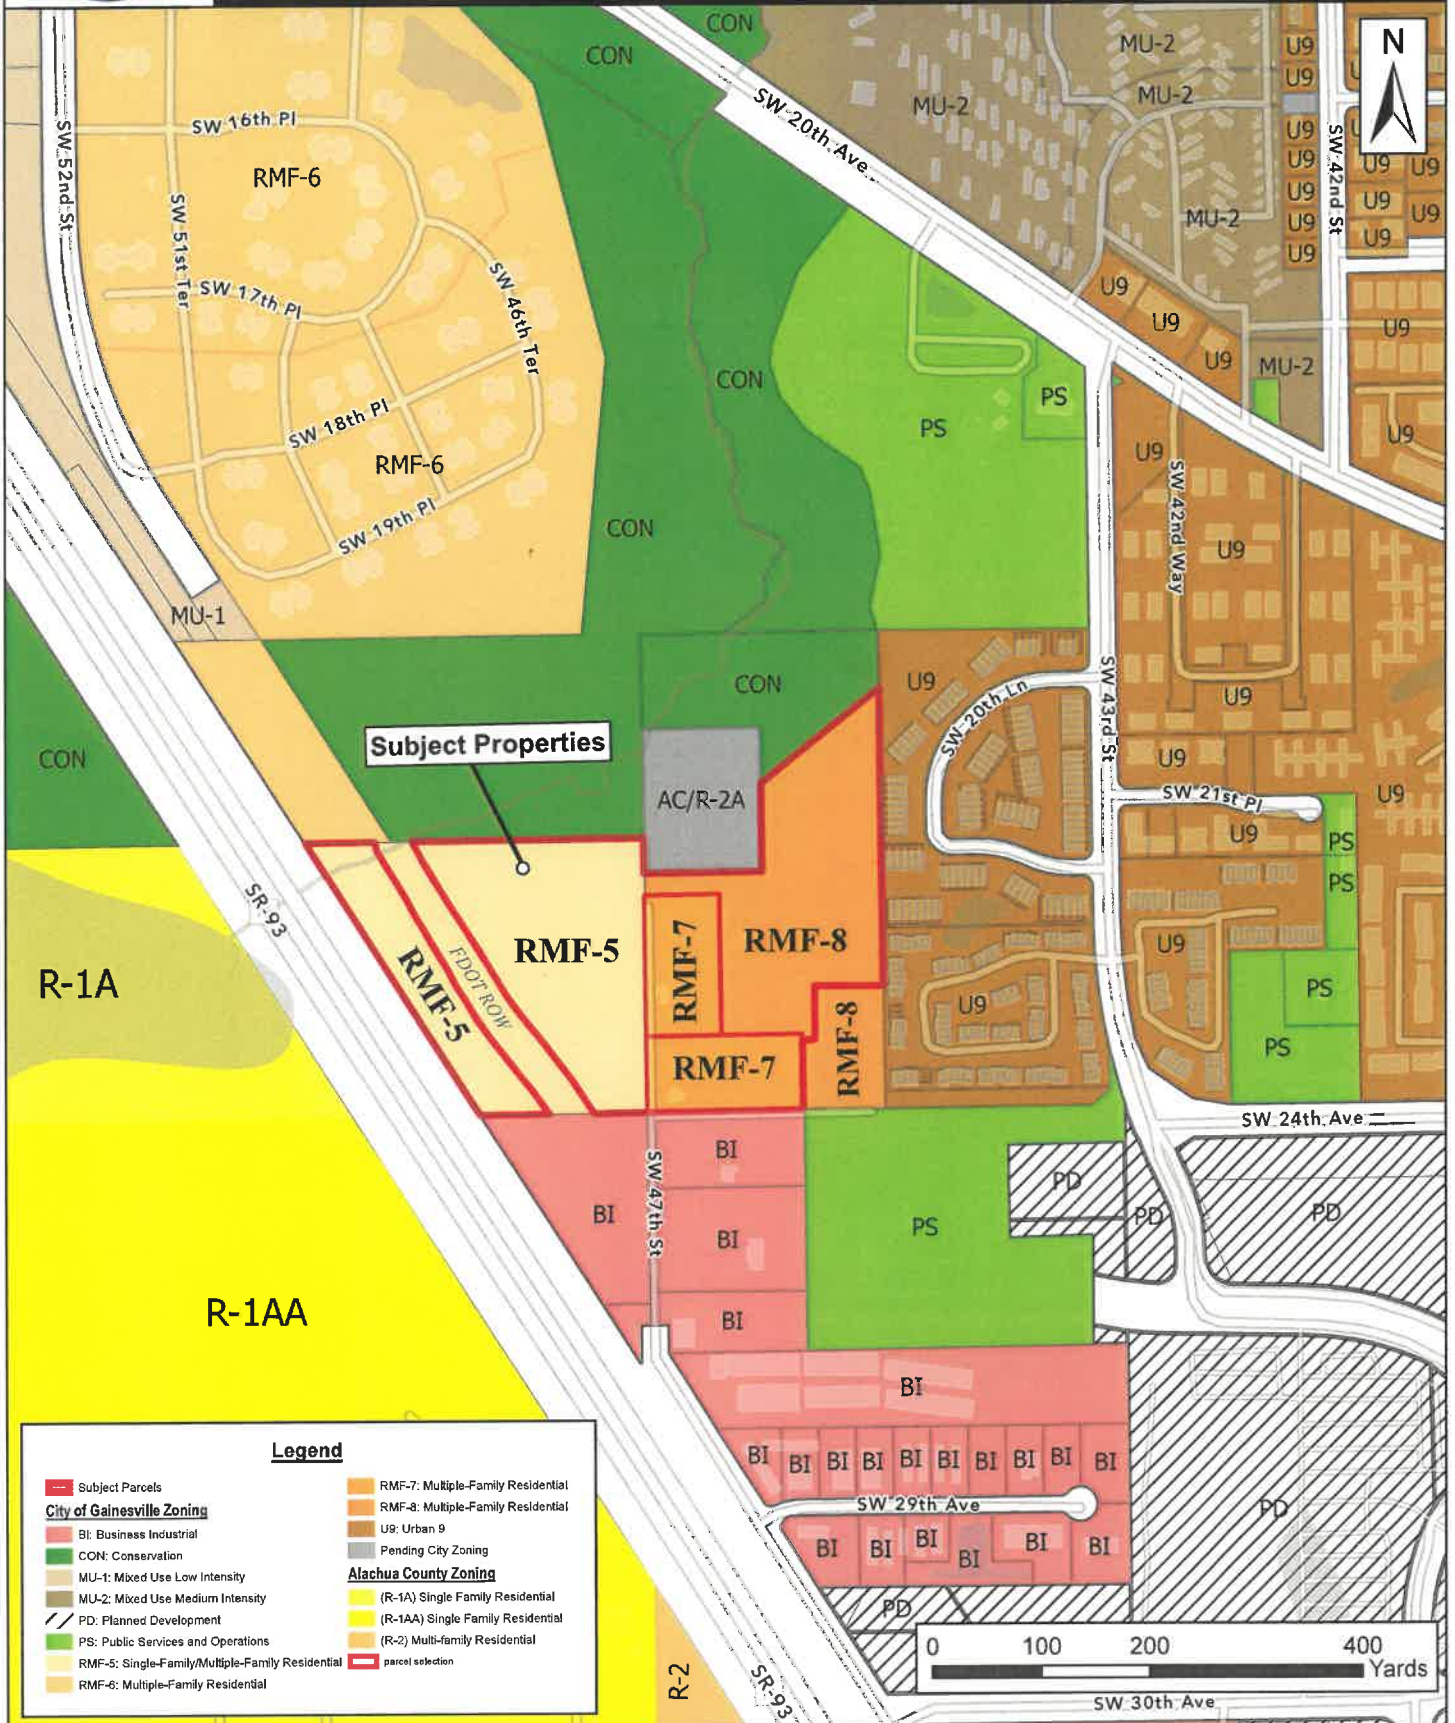 CON
CON
MU-2
U9
N
U9
MU-2
MU-2
SW 20th Ave
SW 16th Pl
SW 52nd St
U9
SW 42nd St
U9
U9
U9
RMF-6
U9
U9
U9
SW 51st Ter
MU-2
U9
U9
U9
U9
SW 46th Ter
SW 17th Pl
U9
U9
U9
U9
MU-2
CON
PS
SW 18th Pl
PS
U9
U9
RMF-6
SW 42nd Way
SW 19th Pl
CON
U9
MU-1
CON
U9
SW 20th Ln
SW 43rd St
U9
Subject Properties
CON
U9
AC/R-2A
SW 21st Pl
U9
U9
PS
PS
SR-93
RMF-5
RMF-7
RMF-8
U9
R-1A
RMF-5
FDOT ROW
U9
PS
RMF-8
PS
RMF-7
SW 24th Ave
BI
SW 47th St
PD
BI
PS
PD
PD
BI
R-1AA
BI
BI
BI
BI
BI
BI
BI
BI
BI
BI
BI
BI
SW 29th Ave
PD
BI
BI
BI
BI
BI
BI
PD
Legend
Subject Parcels
City of Gainesville Zoning
BI: Business Industrial
CON: Conservation
MU-1: Mixed Use Low Intensity
MU-2: Mixed Use Medium Intensity
PD: Planned Development
PS: Public Services and Operations
RMF-5: Single-Family/Multiple-Family Residential
RMF-6: Multiple-Family Residential
RMF-7: Multiple-Family Residential
RMF-8: Multiple-Family Residential
U9: Urban 9
Pending City Zoning
Alachua County Zoning
(R-1A) Single Family Residential
(R-1AA) Single Family Residential
(R-2) Multi-family Residential
parcel selection
R-2
SR-93
0 100 200 400
Yards
SW 30th Ave